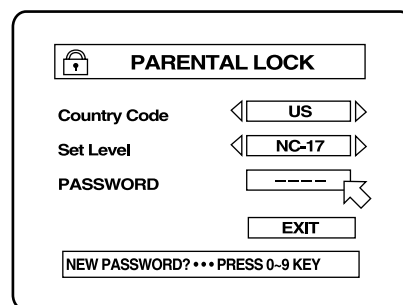 PARENTAL LOCK
Country Code US
Set Level NC-17
PASSWORD ––––
EXIT
NEW PASSWORD? ••• PRESS 0~9 KEY